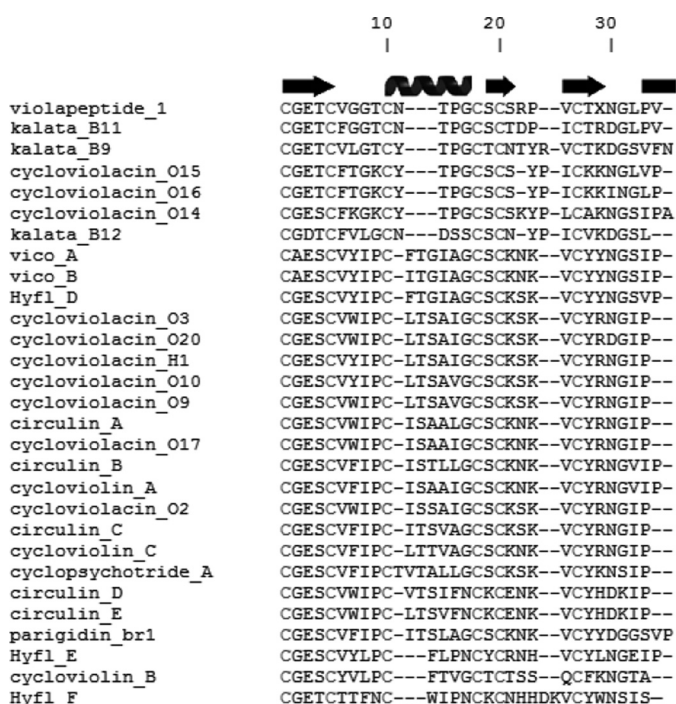 10 20 30
violapeptide_1 CGETCVGGTCN---TPGCSCSRP--VCTXNGLPV-
kalata_B11 CGETCFGGTCN---TPGCSCTDP--ICTRDGLPV-
kalata_B9 CGETCVLGTCY---TPGCTCNTYR-VCTKDGSVFN
cycloviolacin_O15 CGETCFTGKCY---TPGCSCS-YP-ICKKNGLVP-
cycloviolacin_O16 CGETCFTGKCY---TPGCSCS-YP-ICKKINGLP-
cycloviolacin_O14 CGESCFKGKCY---TPGCSCSKYP-LCAKNGSIPA
kalata_B12 CGDTCFVLGCN---DSSCSCN-YP-ICVKDGSL--
vico_A CAESCVYIPC-FTGIAGCSCKNK--VCYYNGSIP-
vico_B CAESCVYIPC-ITGIAGCSCKNK--VCYYNGSIP-
Hyfl_D CGESCVYIPC-FTGIAGCSCKSK--VCYYNGSVP-
cycloviolacin_O3 CGESCVWIPC-LTSAIGCSCKSK--VCYRNGIP--
cycloviolacin_O20 CGESCVWIPC-LTSAIGCSCKSK--VCYRDGIP--
cycloviolacin_H1 CGESCVYIPC-LTSAIGCSCKSK--VCYRNGIP--
cycloviolacin_O10 CGESCVYIPC-LTSAVGCSCKSK--VCYRNGIP--
cycloviolacin_O9 CGESCVWIPC-LTSAVGCSCKSK--VCYRNGIP--
circulin_A CGESCVWIPC-ISAALGCSCKNK--VCYRNGIP--
cycloviolacin_O17 CGESCVWIPC-ISAAIGCSCKNK--VCYRNGIP--
circulin_B CGESCVFIPC-ISTLLGCSCKNK--VCYRNGVIP-
cycloviolin_A CGESCVFIPC-ISAAIGCSCKNK--VCYRNGVIP-
cycloviolacin_O2 CGESCVWIPC-ISSAIGCSCKSK--VCYRNGIP--
circulin_C CGESCVFIPC-ITSVAGCSCKSK--VCYRNGIP--
cycloviolin_C CGESCVFIPC-LTTVAGCSCKNK--VCYRNGIP--
cyclopsychotride_A CGESCVFIPCTVTALLGCSCKSK--VCYKNSIP--
circulin_D CGESCVWIPC-VTSIFNCKCENK--VCYHDKIP--
circulin_E CGESCVWIPC-LTSVFNCKCENK--VCYHDKIP--
parigidin_br1 CGESCVFIPC-ITSLAGCSCKNK--VCYYDGGSVP
Hyfl_E CGESCVYLPC---FLPNCYCRNH--VCYLNGEIP-
cycloviolin_B CGESCYVLPC---FTVGCTCTSS--QCFKNGTA--
Hyfl_F CGETCTTFNC---WIPNCKCNHHDKVCYWNSIS-